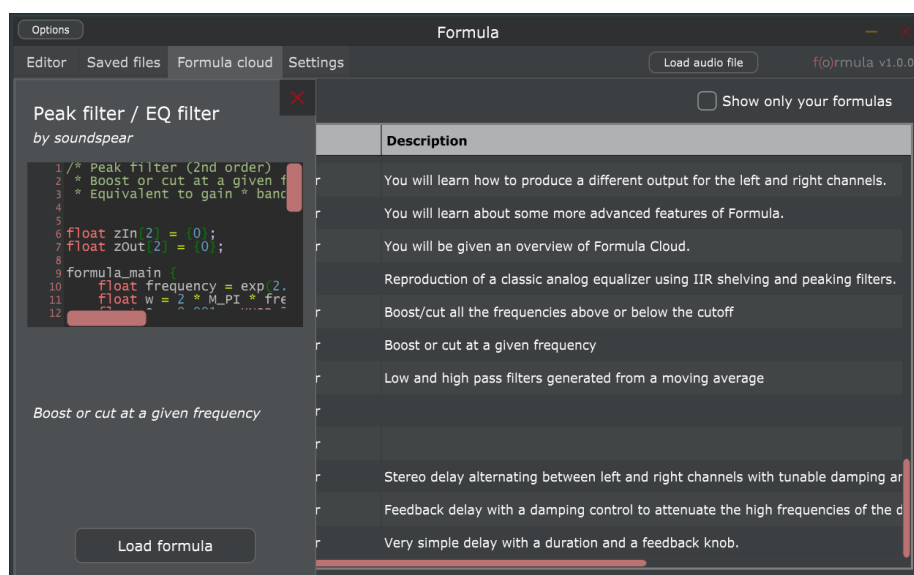 Options
Formula
Editor Saved files Formula cloud Settings
Load audio file
f(o)rmula v1.0.0
Peak filter / EQ filter
by soundspear
Show only your formulas
Description
1 /* Peak filter (2nd order)
2 * Boost or cut at a given f
3 * Equivalent to gain * band
4
5
6 float zIn[2] = {0};
7 float zOut[2] = {0};
8
9 formula_main {
10 float frequency = exp(2.
11 float w = 2 * M_PI * fre
12
Boost or cut at a given frequency
Load formula
r You will learn how to produce a different output for the left and right channels.
r You will learn about some more advanced features of Formula.
r You will be given an overview of Formula Cloud.
Reproduction of a classic analog equalizer using IIR shelving and peaking filters.
r Boost/cut all the frequencies above or below the cutoff
r Boost or cut at a given frequency
r Low and high pass filters generated from a moving average
r
r
r Stereo delay alternating between left and right channels with tunable damping an
r Feedback delay with a damping control to attenuate the high frequencies of the d
r Very simple delay with a duration and a feedback knob.